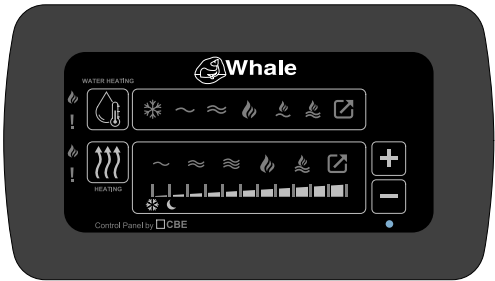 Whale
WATER HEATING
!
!
HEATING
+
−
Control Panel by CBE